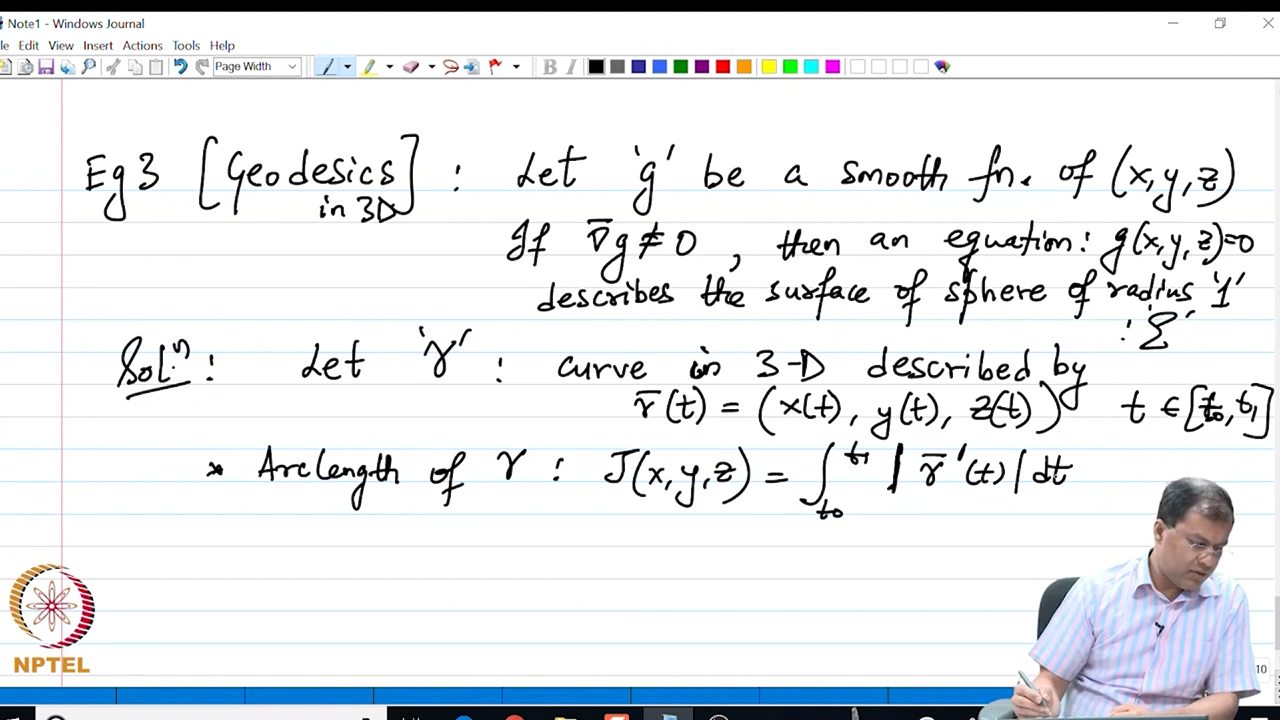 Note1 - Windows Journal
le Edit View Insert Actions Tools Help
Page Width
Eg 3 [Geodesics in 3D] : Let 'g' be a smooth fn. of (x,y,z)
If ∇̄g ≠ 0, then an equation: g(x,y,z)=0
describes the surface of sphere of radius '1'
: 'Σ'
Solⁿ: Let 'γ' : curve in 3-D described by
r̄(t) = (x(t), y(t), z(t)) t ∈ [t₀, t₁]
* Arclength of γ : J(x,y,z) = ∫_{t₀}^{t₁} |r̄'(t)| dt
NPTEL
10